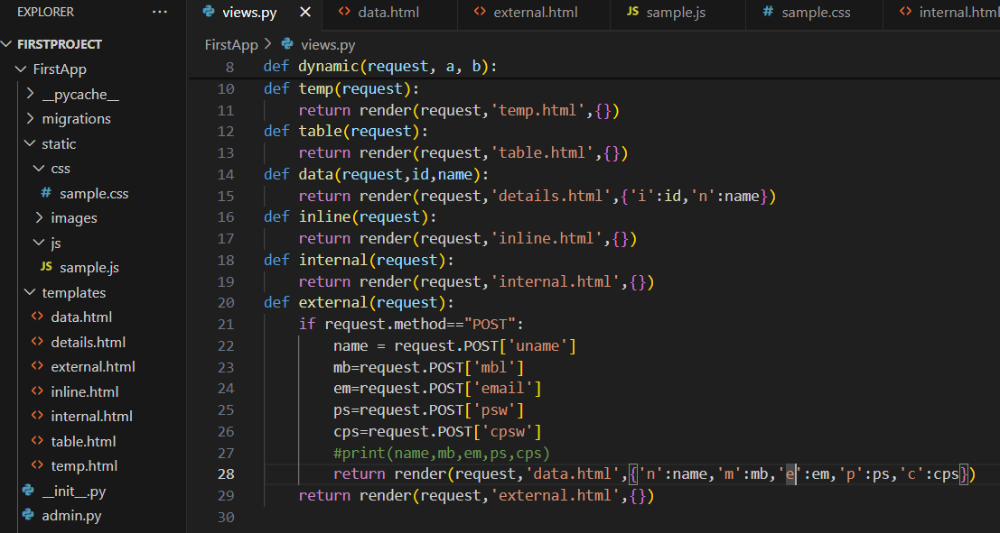 EXPLORER ...
FIRSTPROJECT
FirstApp
__pycache__
migrations
static
css
# sample.css
images
js
JS sample.js
templates
<> data.html
<> details.html
<> external.html
<> inline.html
<> internal.html
<> table.html
<> temp.html
__init__.py
admin.py
views.py × <> data.html <> external.html JS sample.js # sample.css <> internal.html
FirstApp > views.py
8 def dynamic(request, a, b):
10 def temp(request):
11 return render(request,'temp.html',{})
12 def table(request):
13 return render(request,'table.html',{})
14 def data(request,id,name):
15 return render(request,'details.html',{'i':id,'n':name})
16 def inline(request):
17 return render(request,'inline.html',{})
18 def internal(request):
19 return render(request,'internal.html',{})
20 def external(request):
21 if request.method=="POST":
22 name = request.POST['uname']
23 mb=request.POST['mbl']
24 em=request.POST['email']
25 ps=request.POST['psw']
26 cps=request.POST['cpsw']
27 #print(name,mb,em,ps,cps)
28 return render(request,'data.html',{'n':name,'m':mb,'e':em,'p':ps,'c':cps})
29 return render(request,'external.html',{})
30